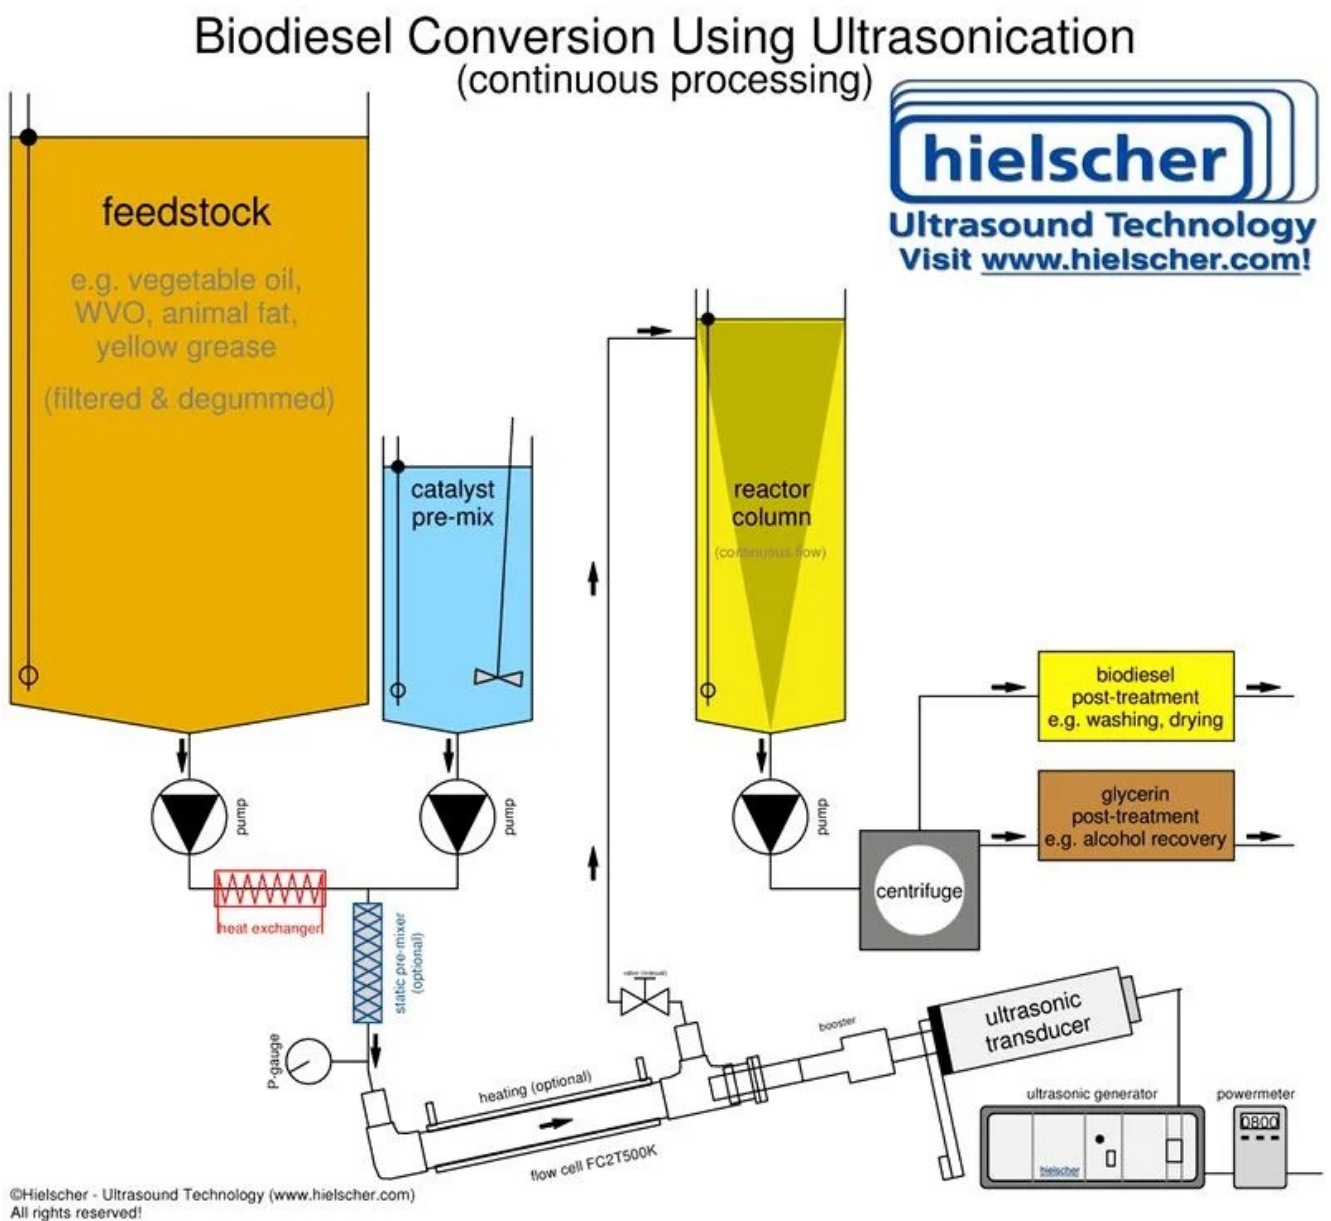 Biodiesel Conversion Using Ultrasonication
(continuous processing)
hielscher
Ultrasound Technology
Visit www.hielscher.com!
feedstock
e.g. vegetable oil,
WVO, animal fat,
yellow grease
(filtered & degummed)
catalyst
pre-mix
reactor
column
(continuous flow)
biodiesel
post-treatment
e.g. washing, drying
glycerin
post-treatment
e.g. alcohol recovery
pump
pump
pump
centrifuge
heat exchanger
static pre-mixer
(optional)
valve (manual)
P-gauge
heating (optional)
flow cell FC2T500K
booster
ultrasonic
transducer
ultrasonic generator
powermeter
0800
hielscher
©Hielscher - Ultrasound Technology (www.hielscher.com)
All rights reserved!